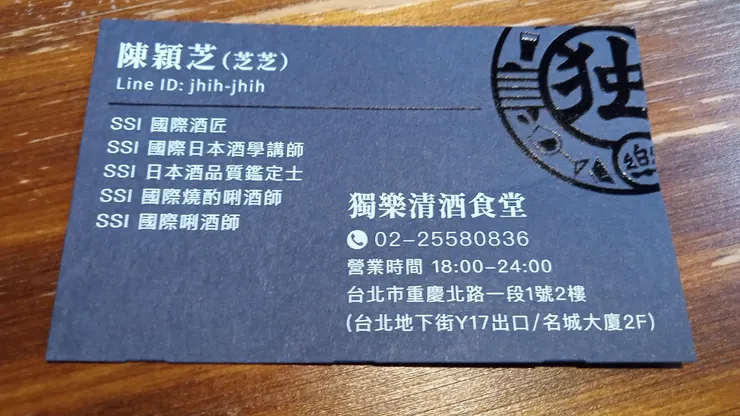 陳穎芝(芝芝)
Line ID: jhih-jhih
SSI 國際酒匠
SSI 國際日本酒學講師
SSI 日本酒品質鑑定士
SSI 國際燒酌唎酒師
SSI 國際唎酒師
独
獨樂清酒食堂
02-25580836
營業時間 18:00-24:00
台北市重慶北路一段1號2樓
(台北地下街Y17出口/名城大廈2F)